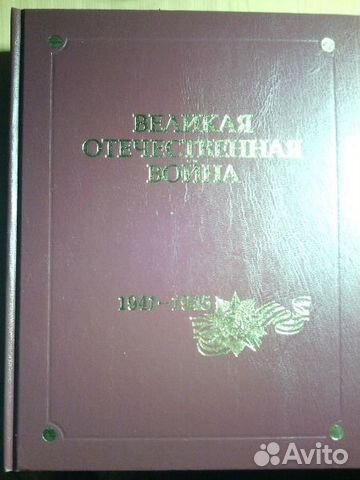 ВЕЛИКАЯ
ОТЕЧЕСТВЕННАЯ
ВОЙНА
1941–1945
Avito